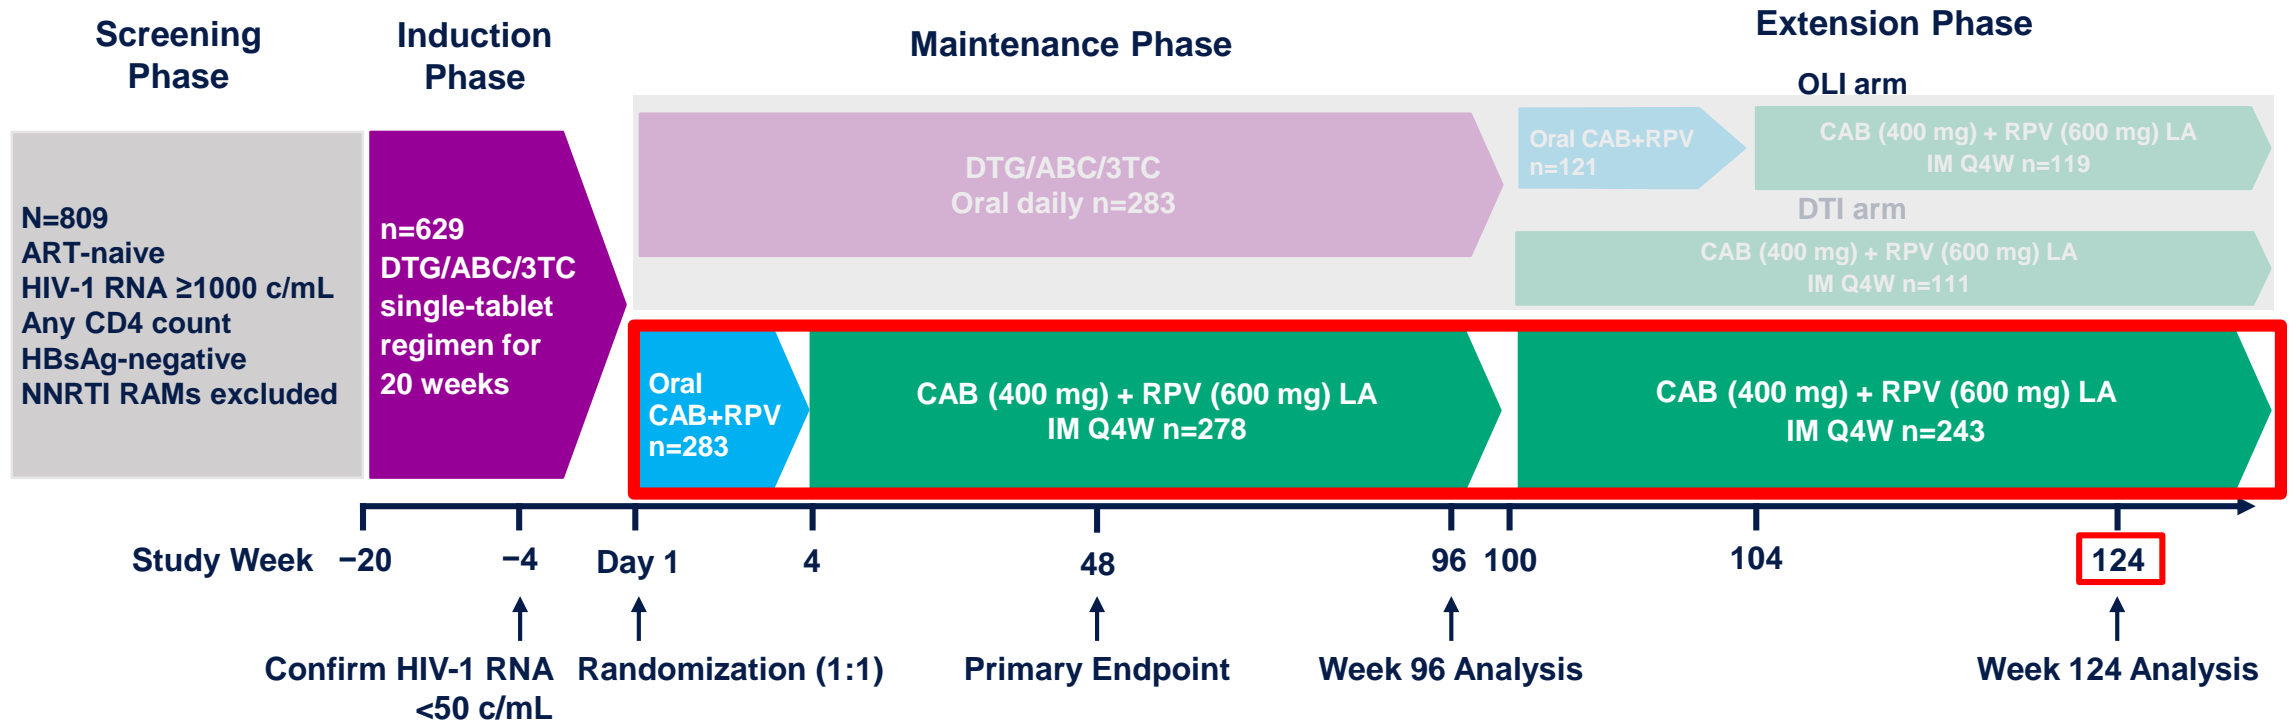 Screening
Phase
Induction
Phase
Maintenance Phase
Extension Phase
N=809
ART-naive
HIV-1 RNA ≥1000 c/mL
Any CD4 count
HBsAg-negative
NNRTI RAMs excluded
n=629
DTG/ABC/3TC
single-tablet
regimen for
20 weeks
DTG/ABC/3TC
Oral daily n=283
OLI arm
Oral CAB+RPV
n=121
CAB (400 mg) + RPV (600 mg) LA
IM Q4W n=119
DTI arm
CAB (400 mg) + RPV (600 mg) LA
IM Q4W n=111
Oral
CAB+RPV
n=283
CAB (400 mg) + RPV (600 mg) LA
IM Q4W n=278
CAB (400 mg) + RPV (600 mg) LA
IM Q4W n=243
Study Week −20 −4 Day 1 4 48 96 100 104 124
Confirm HIV-1 RNA
<50 c/mL
Randomization (1:1)
Primary Endpoint
Week 96 Analysis
Week 124 Analysis